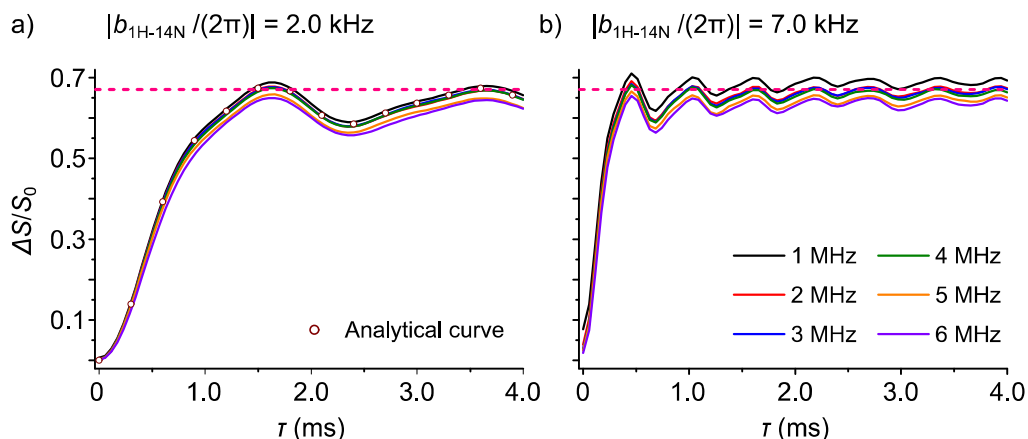 a) |b1H-14N/(2π)| = 2.0 kHz
b) |b1H-14N/(2π)| = 7.0 kHz
ΔS/S0
0.7
0.5
0.3
0.1
Analytical curve
0
1.0
2.0
3.0
4.0
τ (ms)
1 MHz
2 MHz
3 MHz
4 MHz
5 MHz
6 MHz
0
1.0
2.0
3.0
4.0
τ (ms)